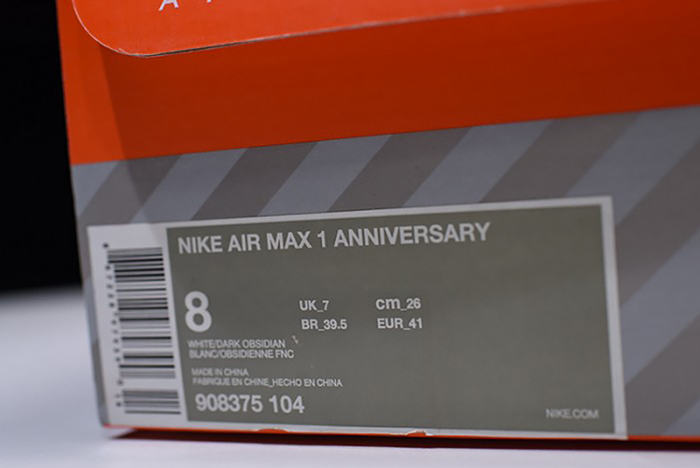 NIKE AIR MAX 1 ANNIVERSARY
8
UK_7 cm_26
BR_39.5 EUR_41
WHITE/DARK OBSIDIAN
BLANC/OBSIDIENNE FNC
MADE IN CHINA
FABRIQUE EN CHINE_HECHO EN CHINA
908375 104
NIKE.COM